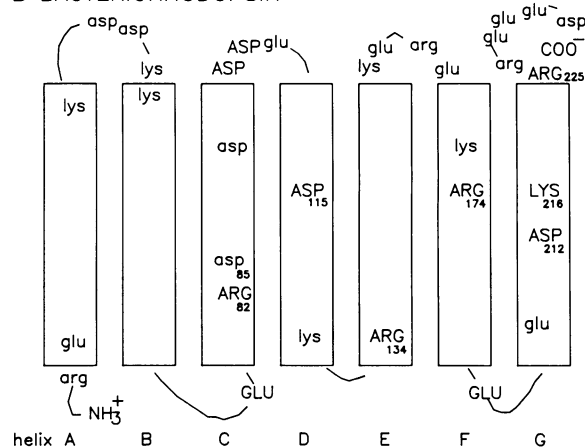 asp asp ASP glu glu arg glu glu glu asp
COO⁻
lys ASP lys glu arg ARG 225
lys lys
asp lys
ASP 115 ARG 174 LYS 216
ASP 212
asp 85
ARG 82
glu lys ARG 134 glu
arg GLU GLU
NH₃⁺
helix A B C D E F G